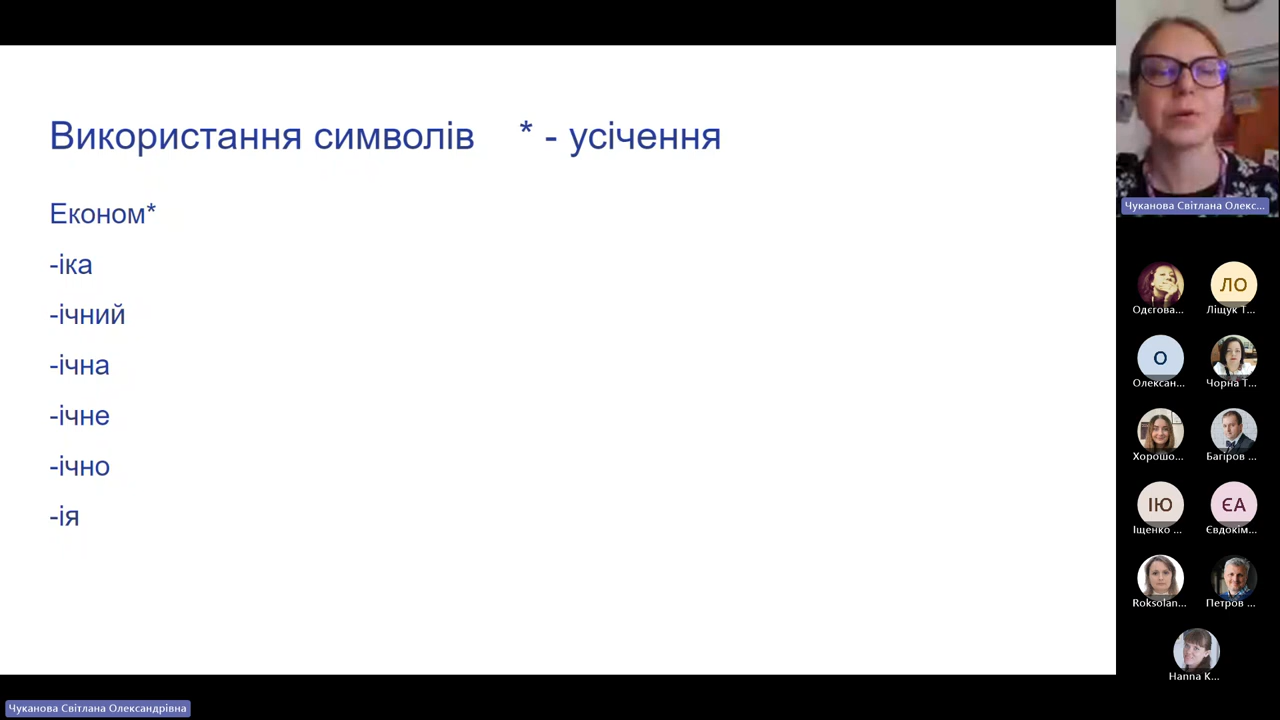 Використання символів * - усічення
Економ*
-іка
-ічний
-ічна
-ічне
-ічно
-ія
Чуканова Світлана Олекс...
ЛО
Одєгова...
Ліщук Т...
О
Олексан...
Чорна Т...
Хорошо...
Багіров ...
ІЮ
ЄА
Іщенко ...
Євдокім...
Roksolan...
Петров ...
Hanna K...
Чуканова Світлана Олександрівна